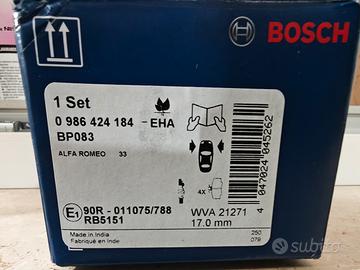 BOSCH
1 Set
0 986 424 184 EHA
BP083
ALFA ROMEO 33
4X
4 047024 045262
E1 90R - 011075/788
RB5151
WVA 21271
17.0 mm
Made in India
Fabriqué en Inde
250
079
subito